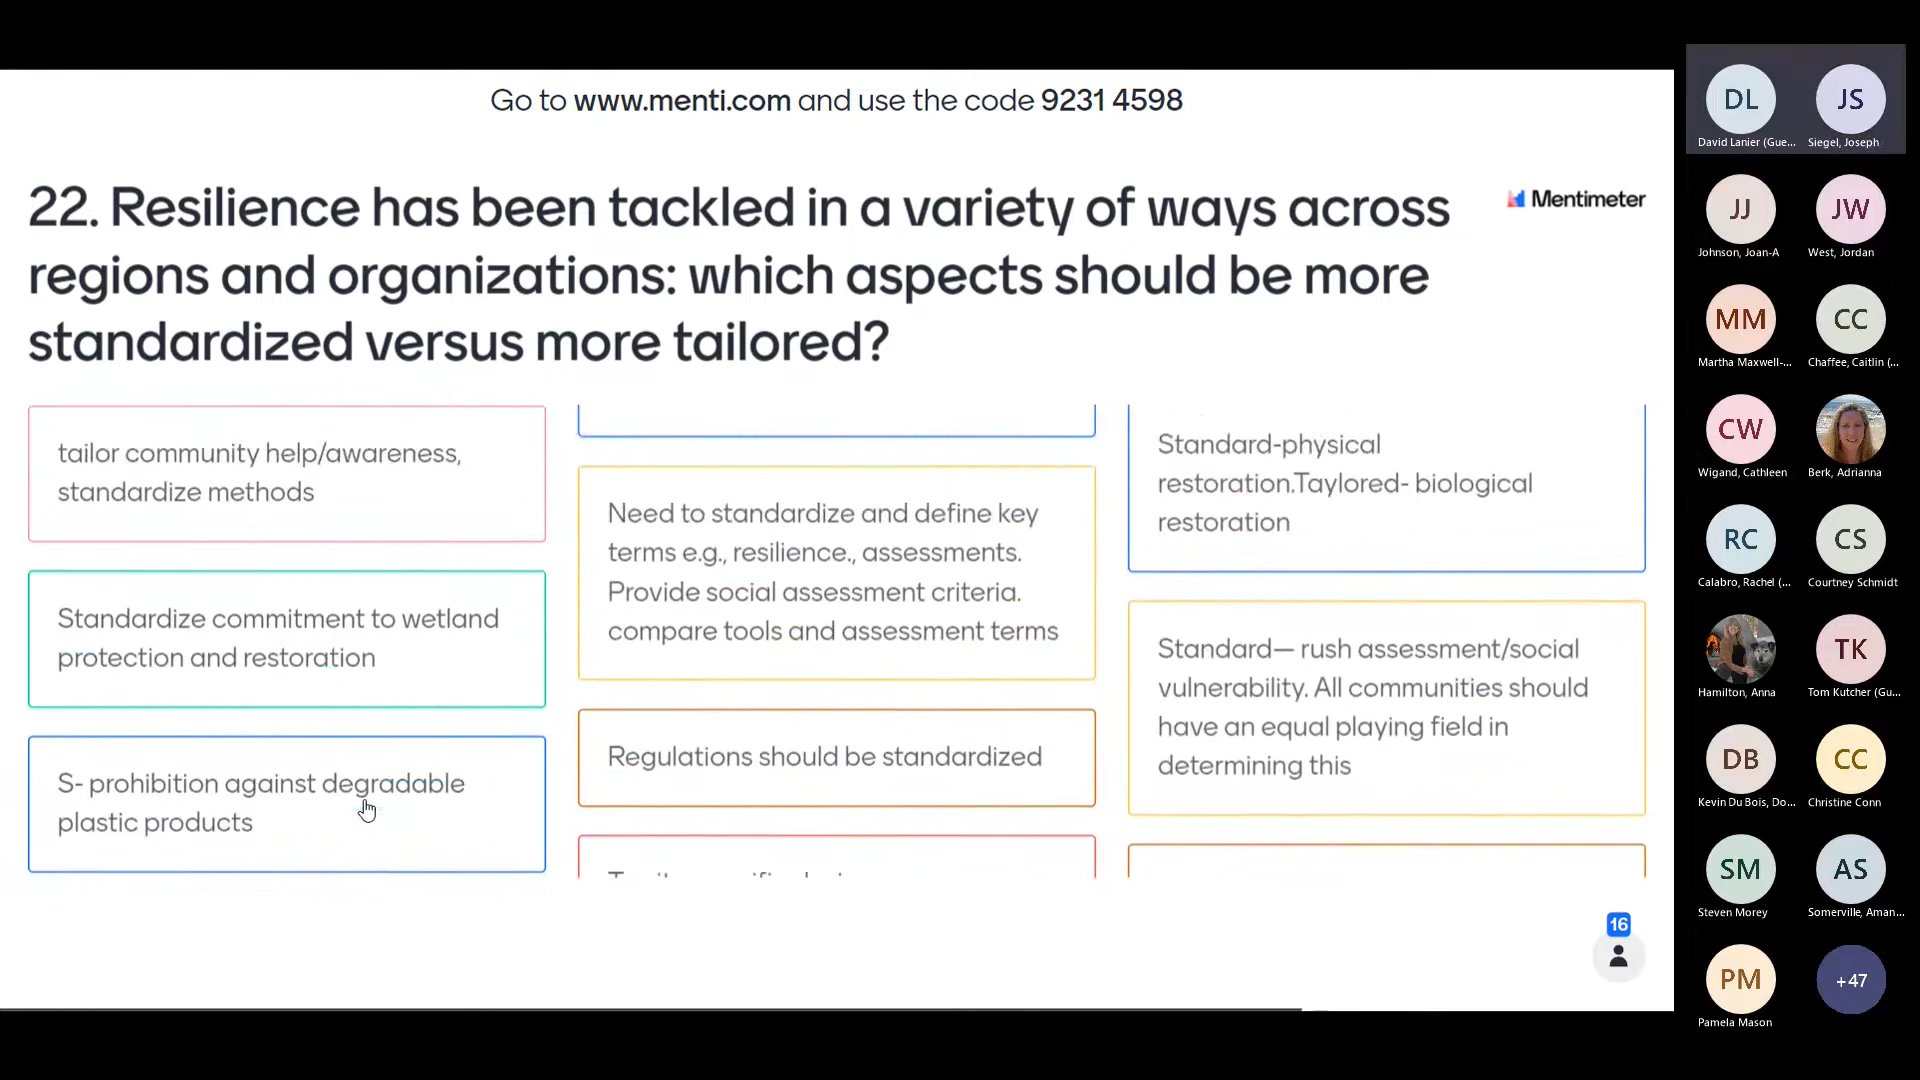 Go to www.menti.com and use the code 9231 4598
22. Resilience has been tackled in a variety of ways across
regions and organizations: which aspects should be more
standardized versus more tailored?
Mentimeter
tailor community help/awareness,
standardize methods
Standardize commitment to wetland
protection and restoration
S- prohibition against degradable
plastic products
Need to standardize and define key
terms e.g., resilience., assessments.
Provide social assessment criteria.
compare tools and assessment terms
Regulations should be standardized
Standard-physical
restoration.Taylored- biological
restoration
Standard— rush assessment/social
vulnerability. All communities should
have an equal playing field in
determining this
16
DL
David Lanier (Gue...
JS
Siegel, Joseph
JJ
Johnson, Joan-A
JW
West, Jordan
MM
Martha Maxwell-...
CC
Chaffee, Caitlin (...
CW
Wigand, Cathleen
Berk, Adrianna
RC
Calabro, Rachel (...
CS
Courtney Schmidt
Hamilton, Anna
TK
Tom Kutcher (Gu...
DB
Kevin Du Bois, Do...
CC
Christine Conn
SM
Steven Morey
AS
Somerville, Aman...
PM
Pamela Mason
+47